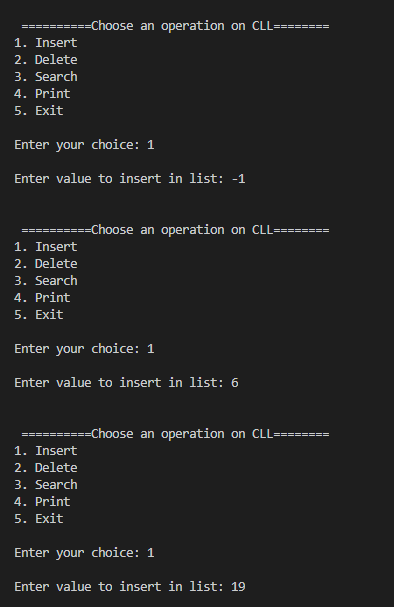 ==========Choose an operation on CLL========
1. Insert
2. Delete
3. Search
4. Print
5. Exit
Enter your choice: 1
Enter value to insert in list: -1
==========Choose an operation on CLL========
1. Insert
2. Delete
3. Search
4. Print
5. Exit
Enter your choice: 1
Enter value to insert in list: 6
==========Choose an operation on CLL========
1. Insert
2. Delete
3. Search
4. Print
5. Exit
Enter your choice: 1
Enter value to insert in list: 19